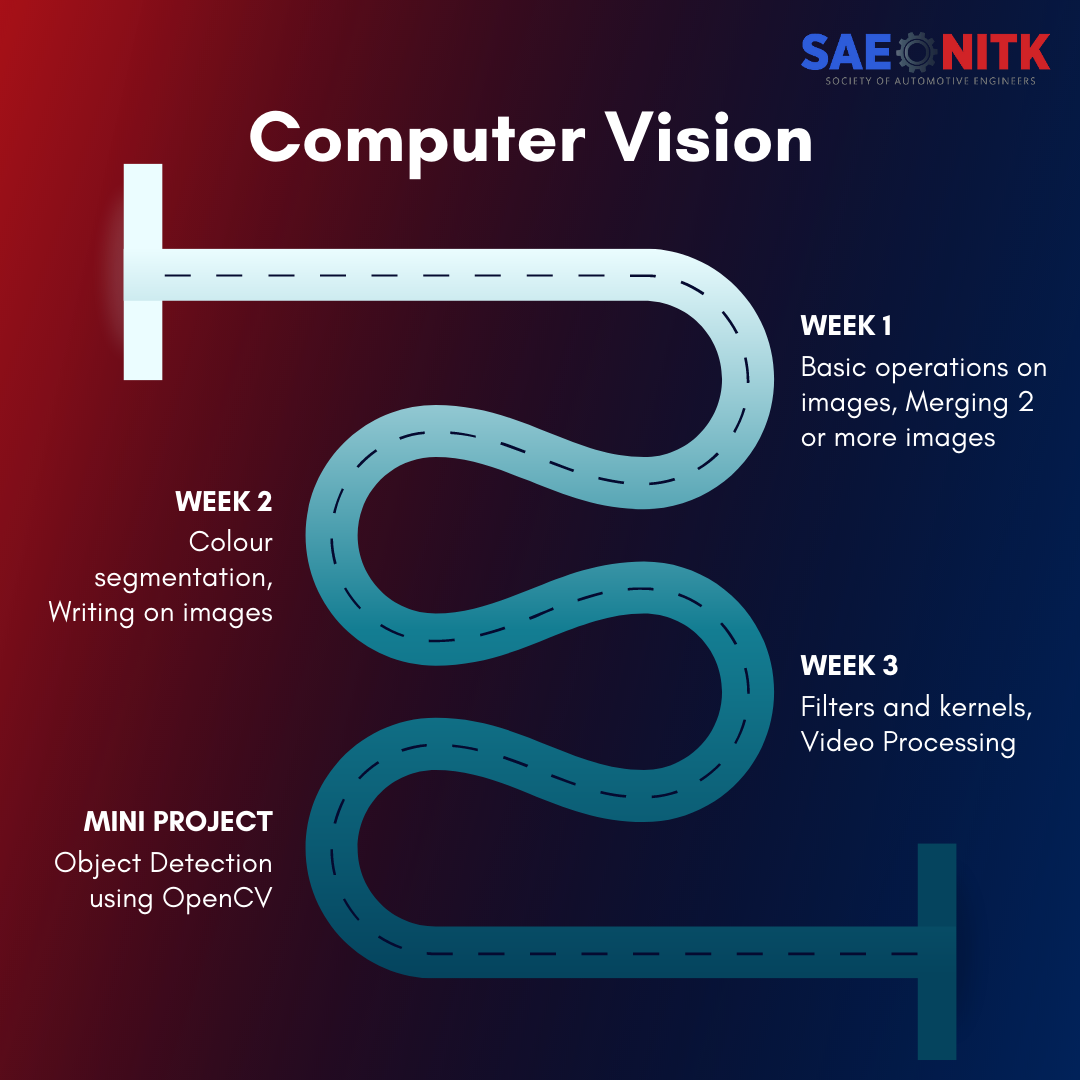 SAE NITK
SOCIETY OF AUTOMOTIVE ENGINEERS
Computer Vision
WEEK 1
Basic operations on
images, Merging 2
or more images
WEEK 2
Colour
segmentation,
Writing on images
WEEK 3
Filters and kernels,
Video Processing
MINI PROJECT
Object Detection
using OpenCV